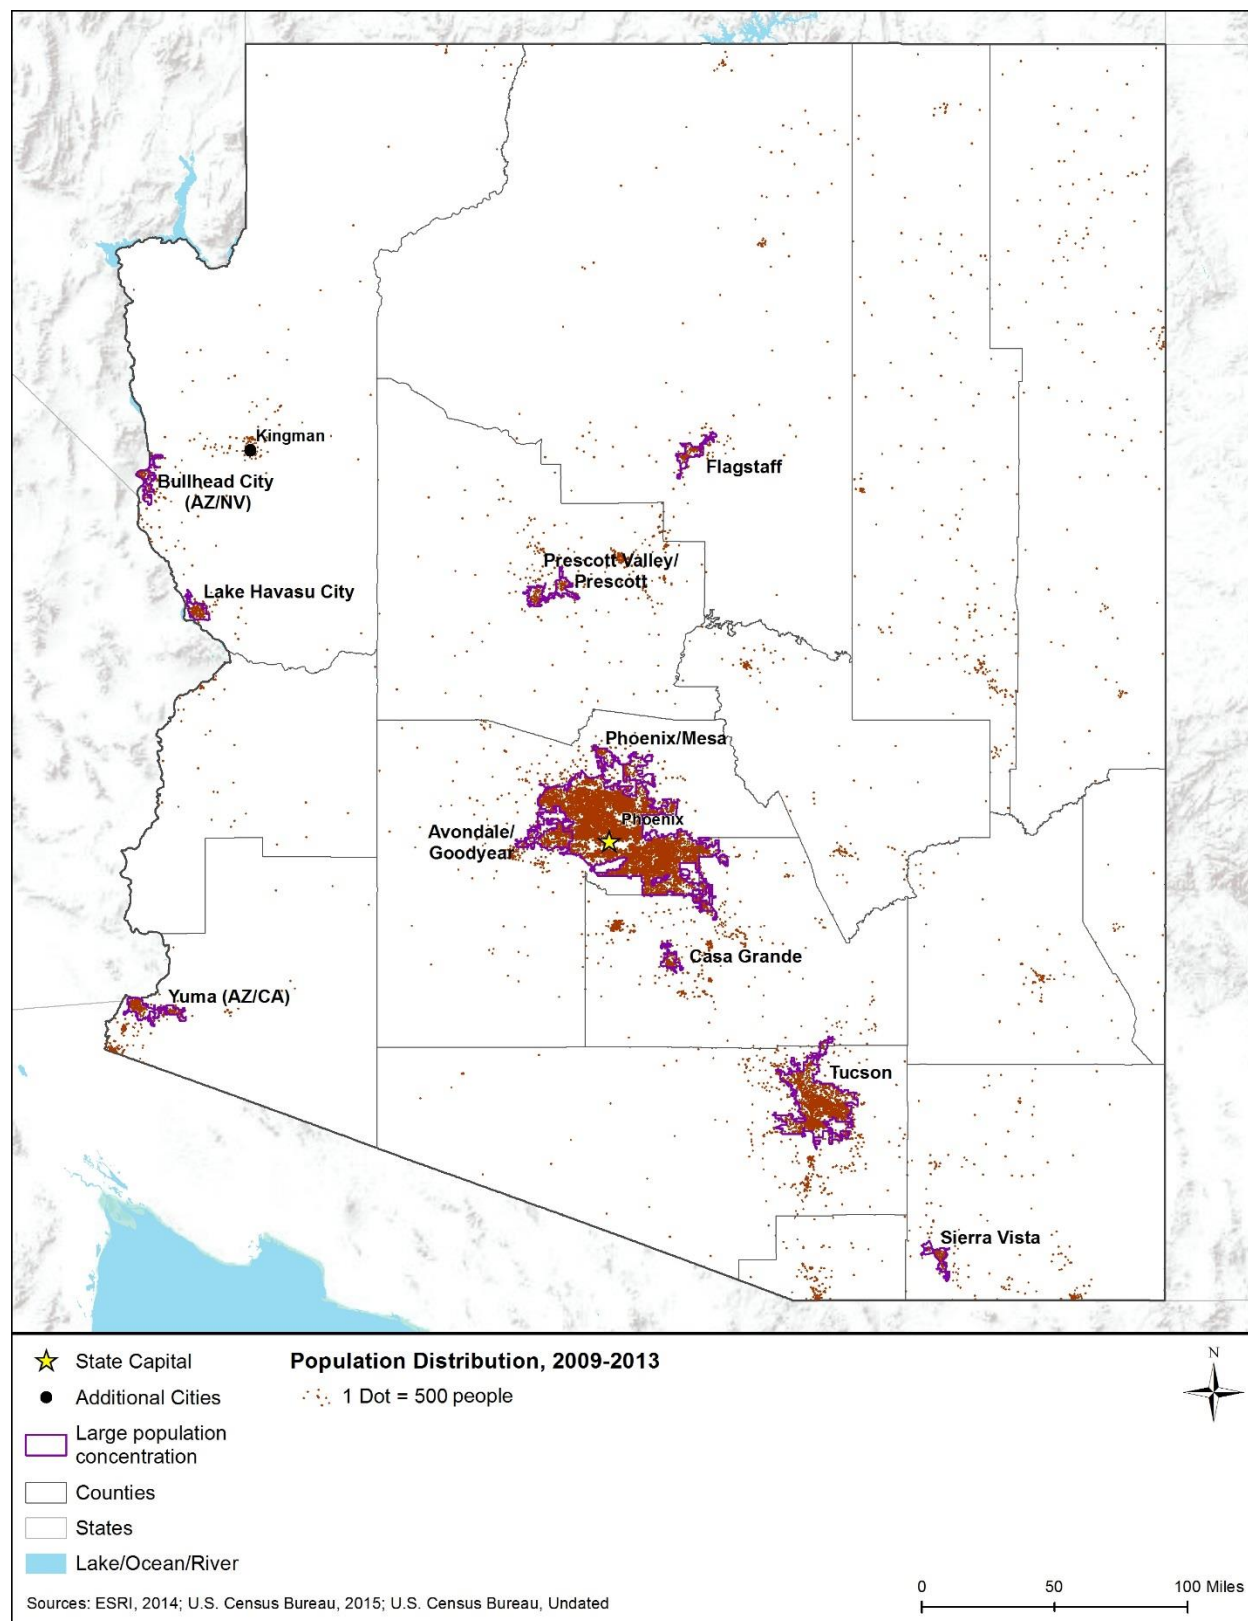 Kingman
Bullhead City
(AZ/NV)
Flagstaff
Prescott Valley/
Prescott
Lake Havasu City
Phoenix/Mesa
Phoenix
Avondale/
Goodyear
Casa Grande
Yuma (AZ/CA)
Tucson
Sierra Vista
State Capital
Additional Cities
Large population
concentration
Counties
States
Lake/Ocean/River
Population Distribution, 2009-2013
1 Dot = 500 people
N
0 50 100 Miles
Sources: ESRI, 2014; U.S. Census Bureau, 2015; U.S. Census Bureau, Undated